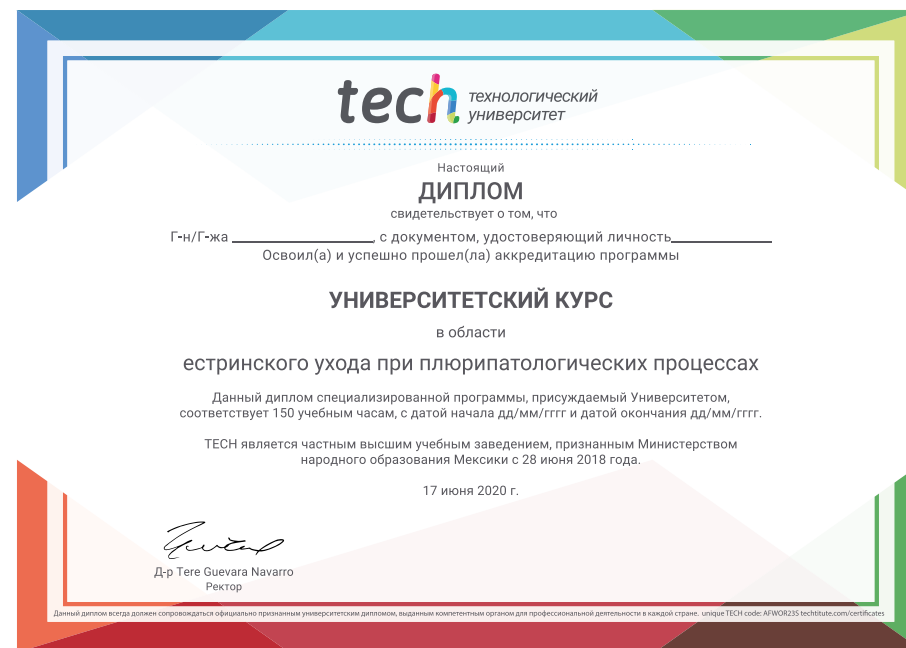 tech технологический университет
Настоящий
ДИПЛОМ
свидетельствует о том, что
Г-н/Г-жа ____________________, с документом, удостоверяющий личность______________
Освоил(а) и успешно прошел(ла) аккредитацию программы
УНИВЕРСИТЕТСКИЙ КУРС
в области
естринского ухода при плюрипатологических процессах
Данный диплом специализированной программы, присуждаемый Университетом,
соответствует 150 учебным часам, с датой начала дд/мм/гггг и датой окончания дд/мм/гггг.
TECH является частным высшим учебным заведением, признанным Министерством
народного образования Мексики с 28 июня 2018 года.
17 июня 2020 г.
Д-р Tere Guevara Navarro
Ректор
Данный диплом всегда должен сопровождаться официально признанным университетским дипломом, выданным компетентным органом для профессиональной деятельности в каждой стране. unique TECH code: AFWOR23S techtitute.com/certificates